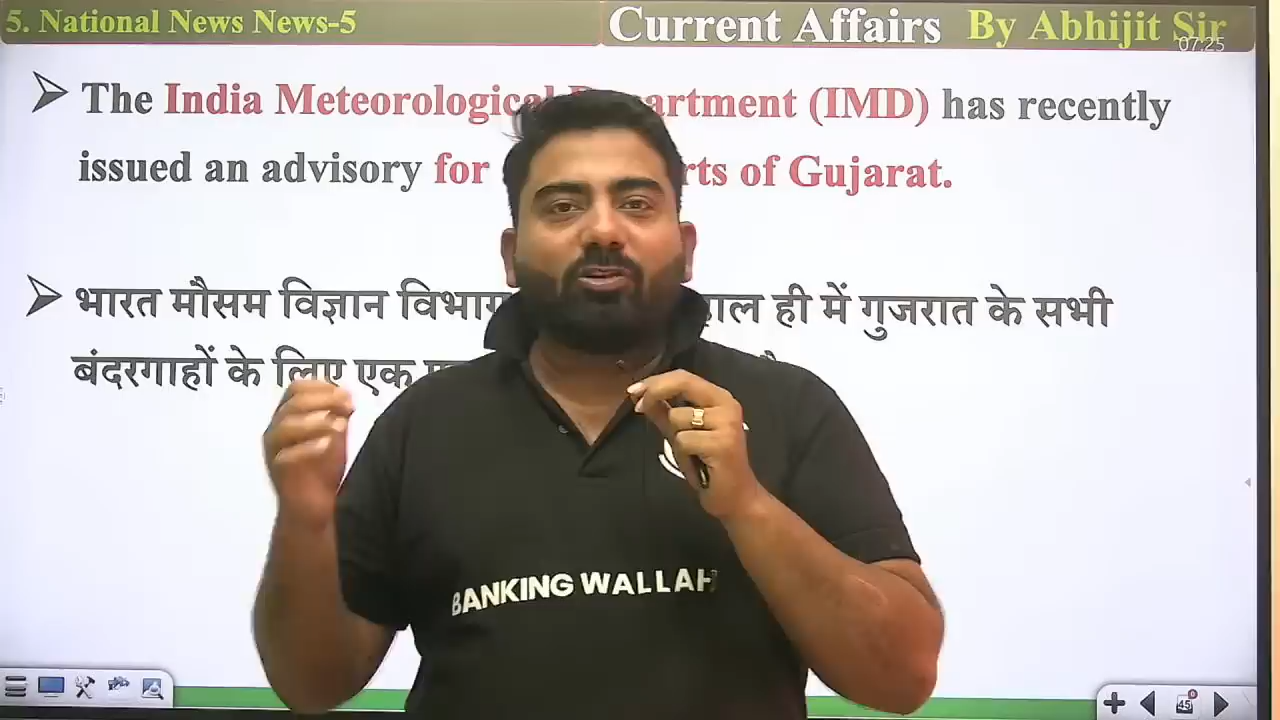 5. National News News-5
Current Affairs By Abhijit Sir
07:25
The India Meteorological Department (IMD) has recently
issued an advisory for rts of Gujarat.
भारत मौसम विज्ञान विभाग हाल ही में गुजरात के सभी
बंदरगाहों के लिए एक
BANKING WALLAH
45